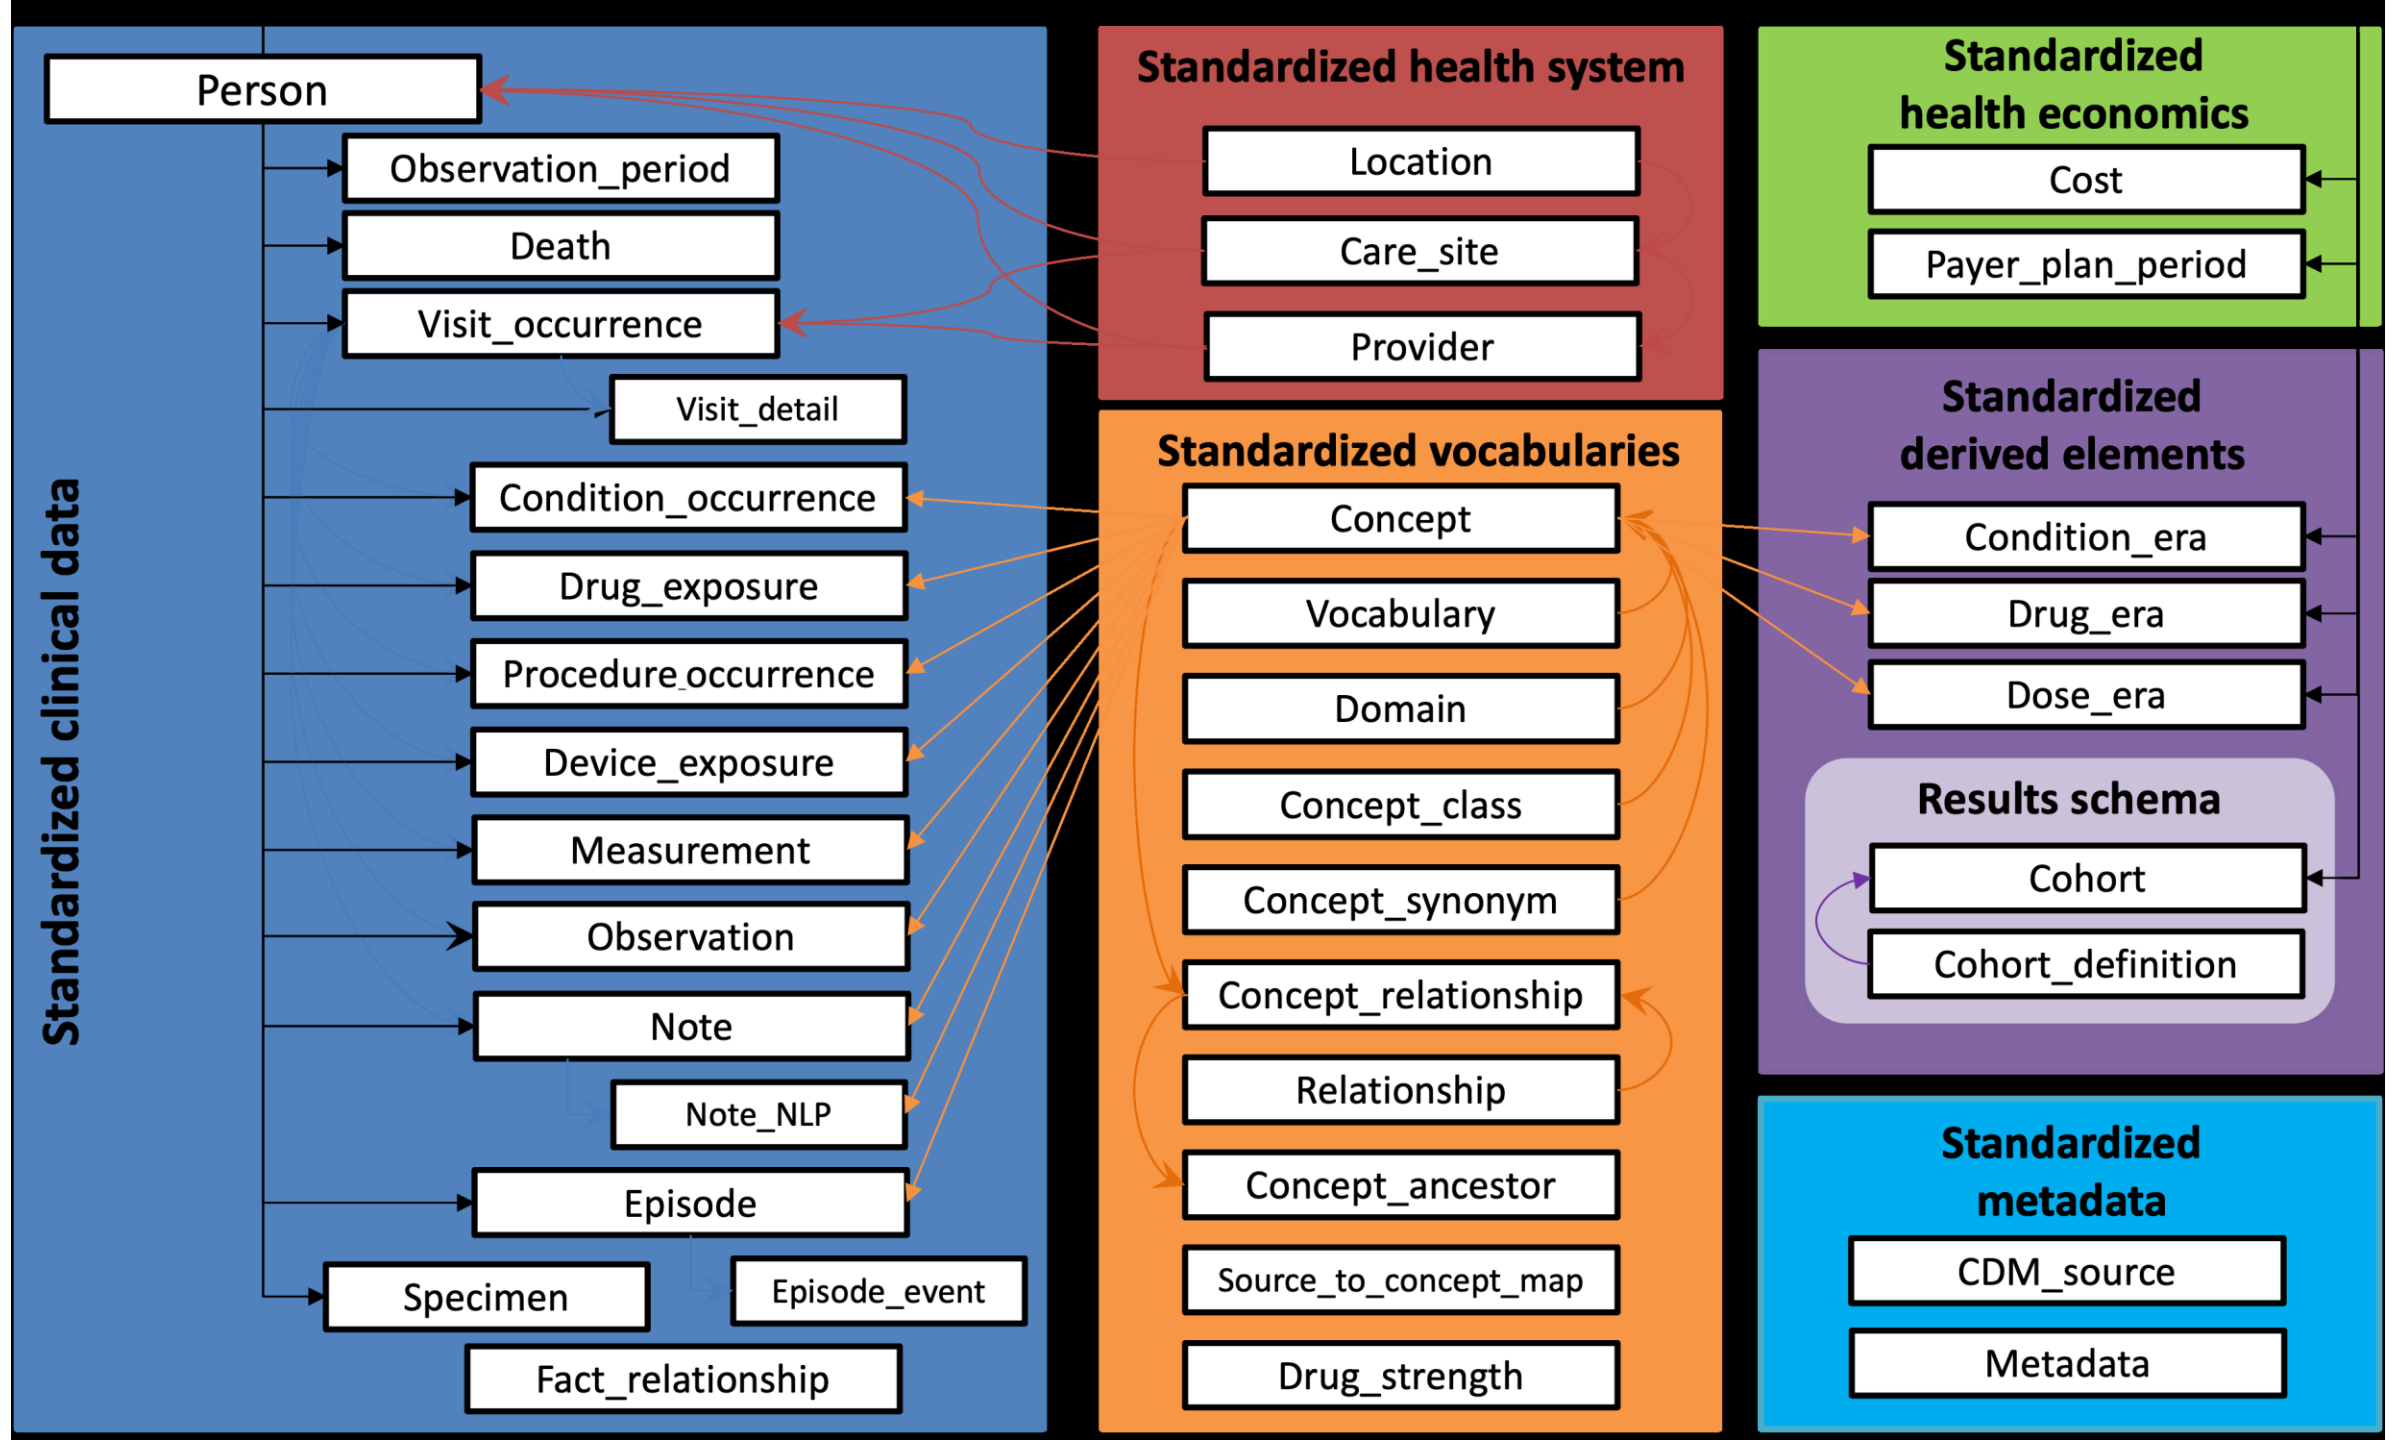 Standardized clinical data
Person
Observation_period
Death
Visit_occurrence
Visit_detail
Condition_occurrence
Drug_exposure
Procedure_occurrence
Device_exposure
Measurement
Observation
Note
Note_NLP
Episode
Specimen
Episode_event
Fact_relationship
Standardized health system
Location
Care_site
Provider
Standardized vocabularies
Concept
Vocabulary
Domain
Concept_class
Concept_synonym
Concept_relationship
Relationship
Concept_ancestor
Source_to_concept_map
Drug_strength
Standardized
health economics
Cost
Payer_plan_period
Standardized
derived elements
Condition_era
Drug_era
Dose_era
Results schema
Cohort
Cohort_definition
Standardized
metadata
CDM_source
Metadata